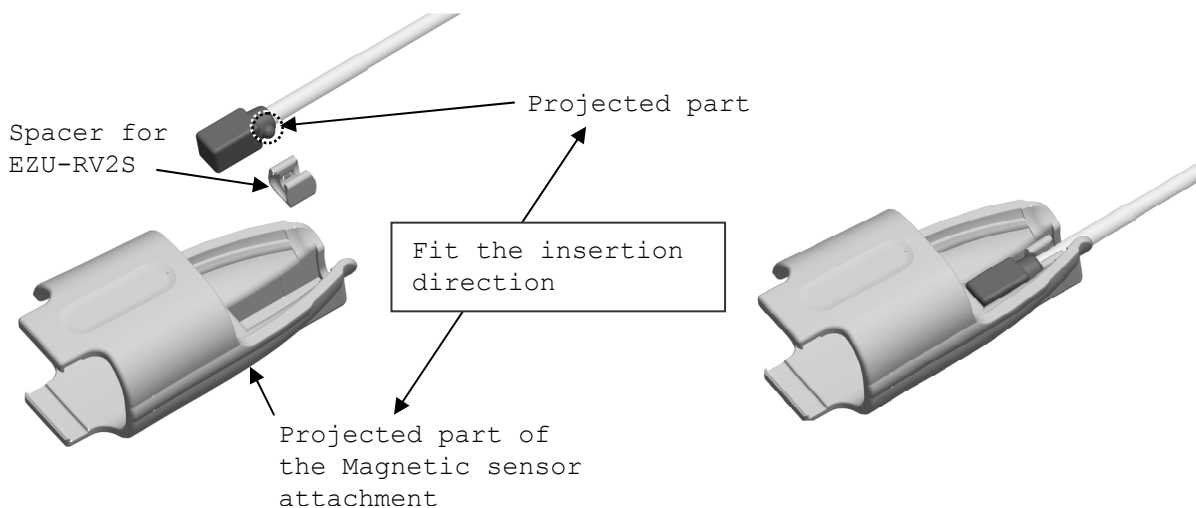 Projected part
Spacer for
EZU-RV2S
Fit the insertion
direction
Projected part of
the Magnetic sensor
attachment